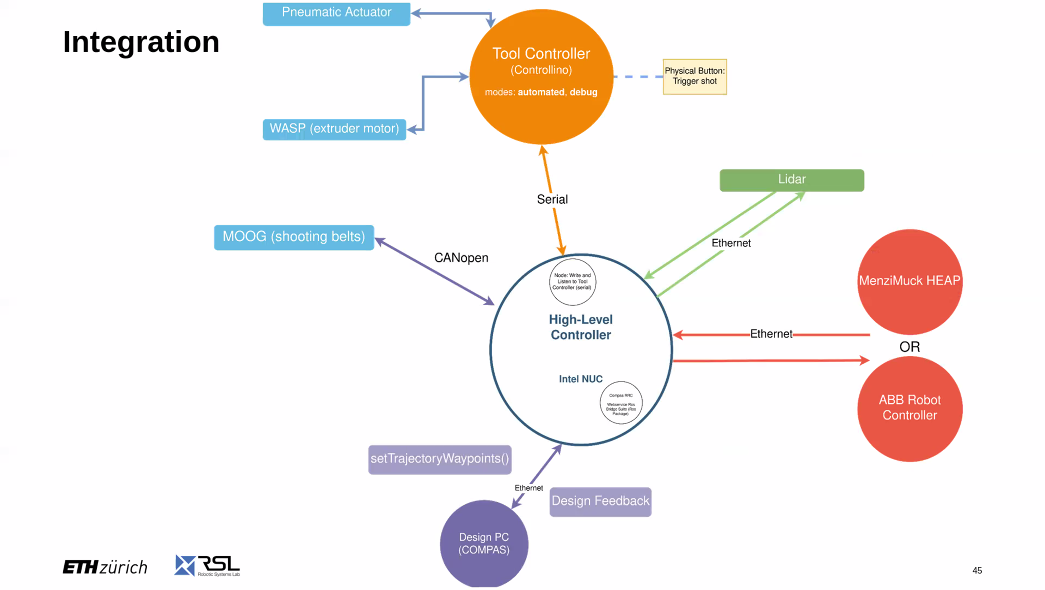 Integration
Pneumatic Actuator
Tool Controller
(Controllino)
modes: automated, debug
Physical Button:
Trigger shot
WASP (extruder motor)
Serial
Lidar
MOOG (shooting belts)
CANopen
Ethernet
Node: Write and
Listen to Tool
Controller (serial)
High-Level
Controller
MenziMuck HEAP
Ethernet
OR
Intel NUC
Compas RRC
Webservice Ros
Bridge Suite (Ros
Package)
ABB Robot
Controller
setTrajectoryWaypoints()
Ethernet
Design Feedback
Design PC
(COMPAS)
ETH zürich
RSL
Robotic Systems Lab
45